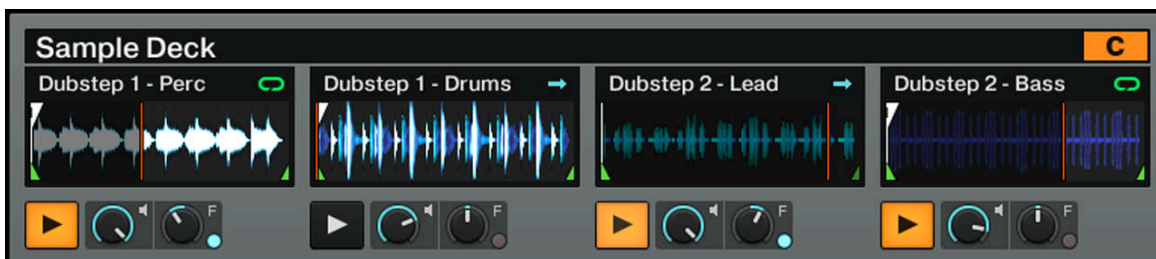 Sample Deck
C
Dubstep 1 - Perc
Dubstep 1 - Drums
Dubstep 2 - Lead
Dubstep 2 - Bass
F
F
F
F